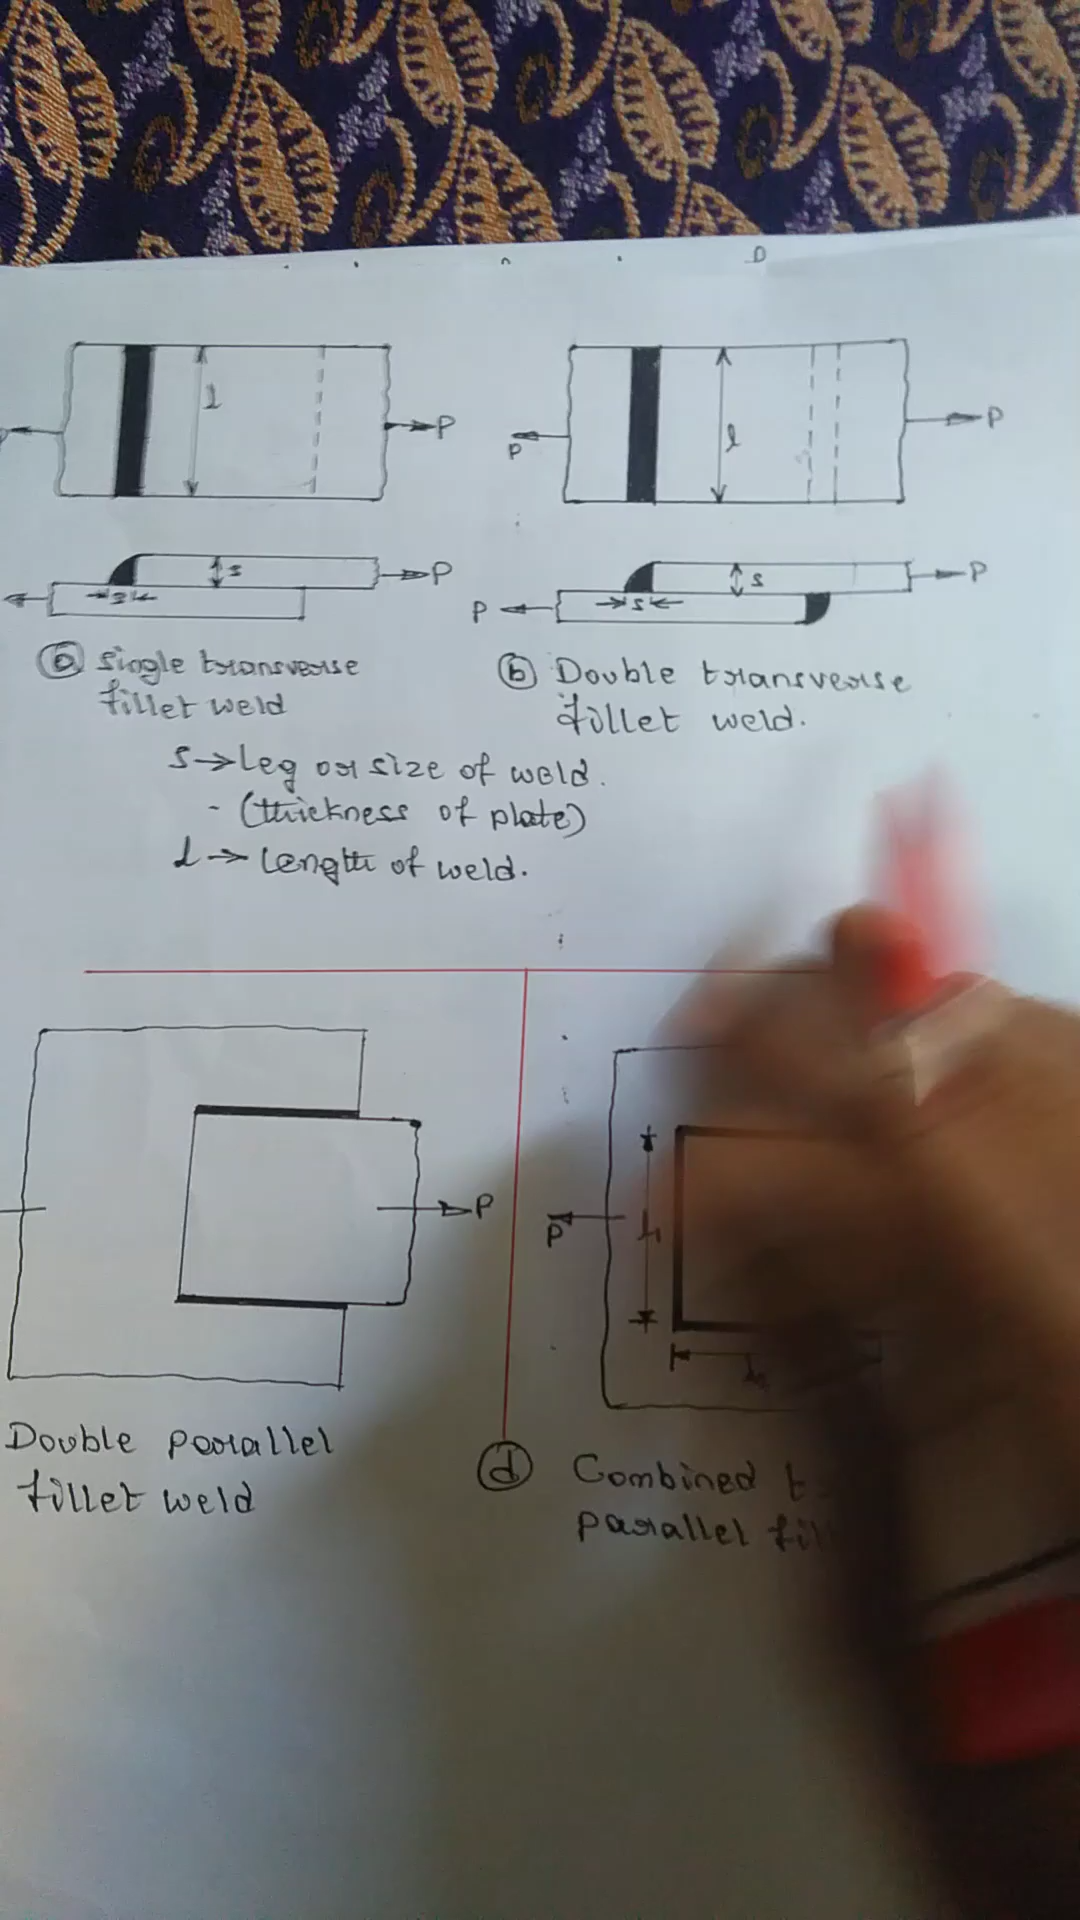 l
P
l
P
P
s
P
s
s
P
P
s
ⓐ Single transverse
fillet weld
ⓑ Double transverse
fillet weld.
s→Leg or size of weld.
- (thickness of plate)
l → Length of weld.
P
P
l1
Double parallel
fillet weld
ⓓ Combined
parallel